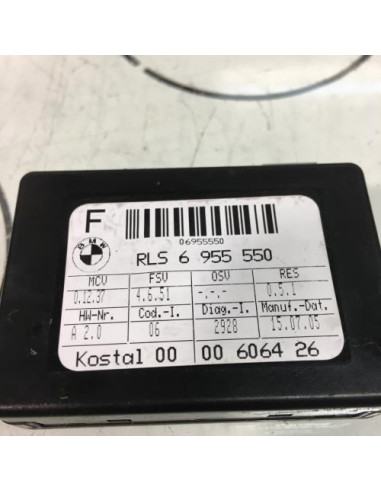 F
06955550
BMW
RLS 6 955 550
MCV FSV OSV RES
0.12.37 4.6.51 -.-.- 0.5.1
HW-Nr. Cod.-I. Diag.-I. Manuf.-Dat.
A 2.0 06 2928 15.07.05
Kostal 00 00 6064 26